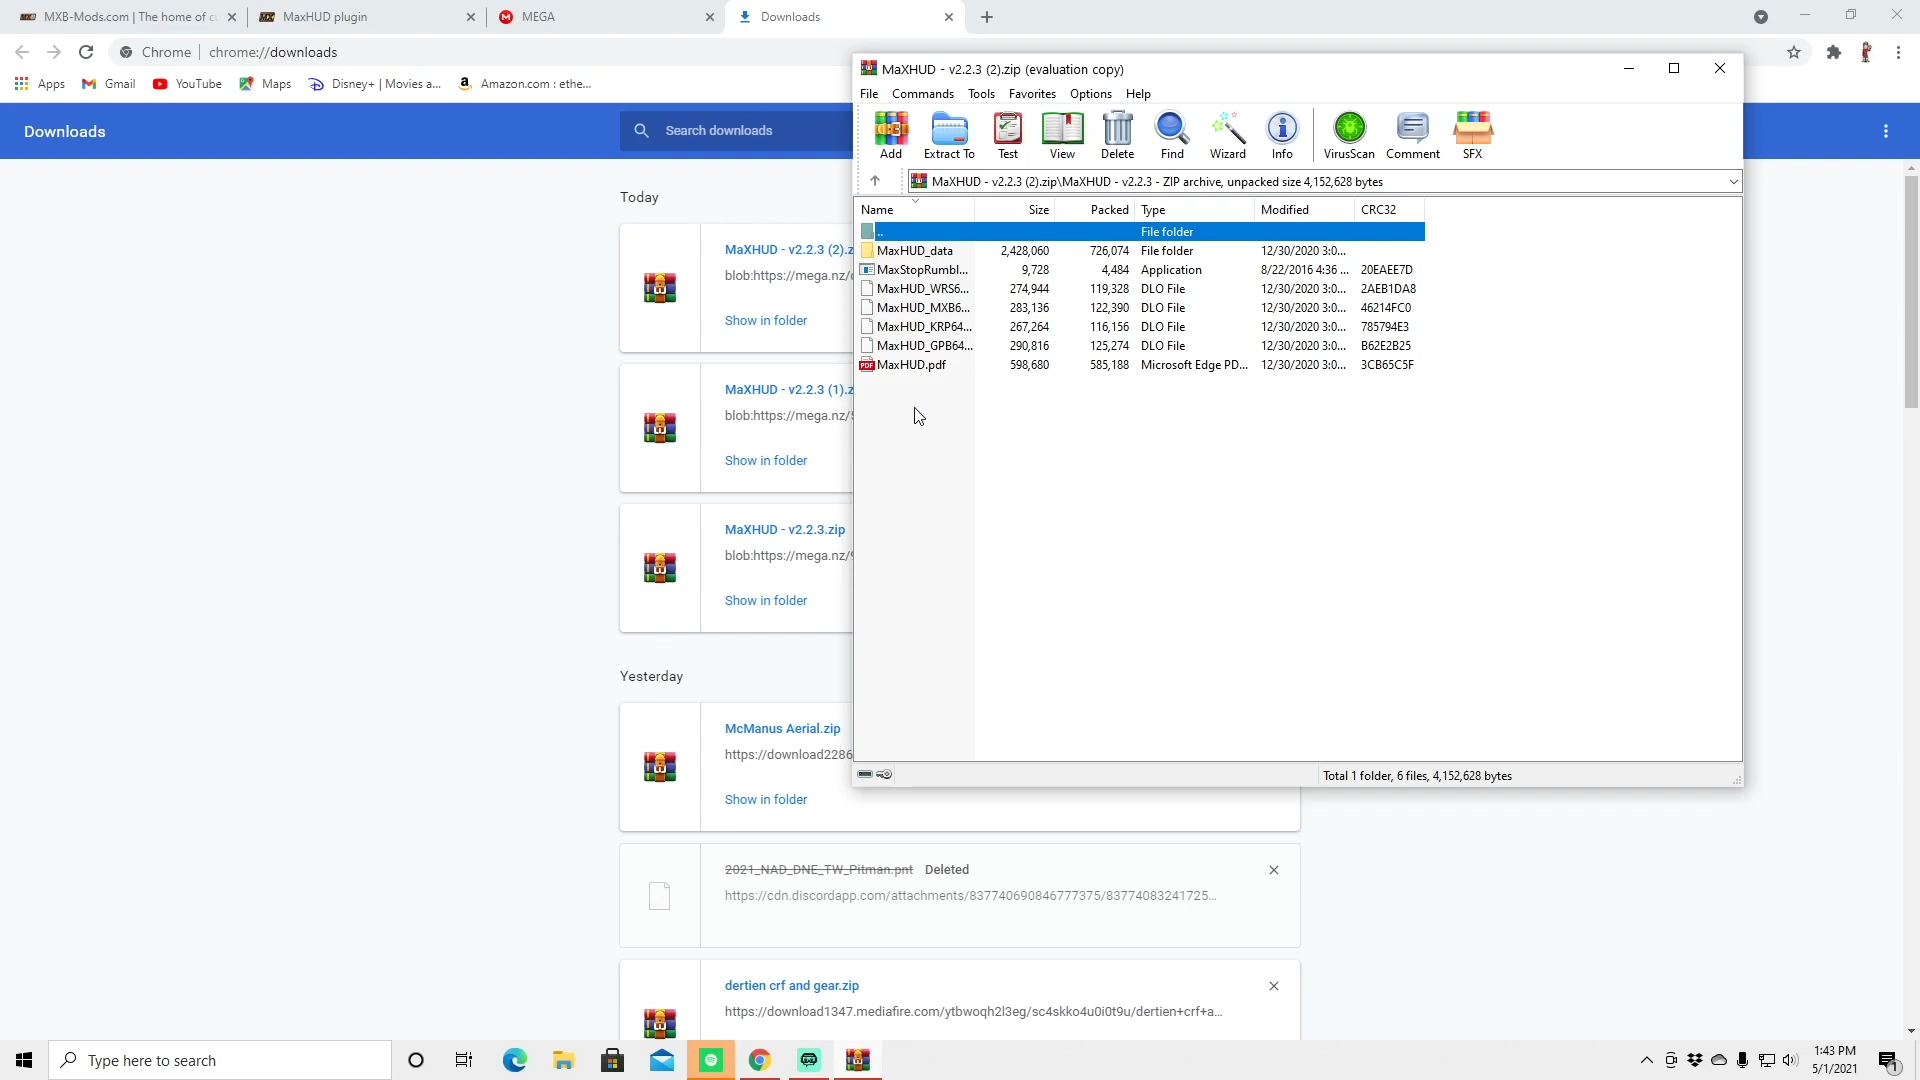 MXB-Mods.com | The home of c
MaxHUD plugin
MEGA
Downloads
Chrome
chrome://downloads
Apps
Gmail
YouTube
Maps
Disney+ | Movies a...
Amazon.com : ethe...
Downloads
Search downloads
Today
MaXHUD - v2.2.3 (2).z
blob:https://mega.nz/
Show in folder
MaXHUD - v2.2.3 (1).z
blob:https://mega.nz/
Show in folder
MaXHUD - v2.2.3.zip
blob:https://mega.nz/
Show in folder
Yesterday
McManus Aerial.zip
https://download2286
Show in folder
2021_NAD_DNE_TW_Pitman.pnt Deleted
https://cdn.discordapp.com/attachments/837740690846777375/83774083241725...
dertien crf and gear.zip
https://download1347.mediafire.com/ytbwoqh2l3eg/sc4skko4u0i0t9u/dertien+crf+a...
MaXHUD - v2.2.3 (2).zip (evaluation copy)
File Commands Tools Favorites Options Help
Add Extract To Test View Delete Find Wizard Info VirusScan Comment SFX
MaXHUD - v2.2.3 (2).zip\MaXHUD - v2.2.3 - ZIP archive, unpacked size 4,152,628 bytes
Name Size Packed Type Modified CRC32
.. File folder
MaxHUD_data 2,428,060 726,074 File folder 12/30/2020 3:0...
MaxStopRumbl... 9,728 4,484 Application 8/22/2016 4:36 ... 20EAEE7D
MaxHUD_WRS6... 274,944 119,328 DLO File 12/30/2020 3:0... 2AEB1DA8
MaxHUD_MXB6... 283,136 122,390 DLO File 12/30/2020 3:0... 46214FC0
MaxHUD_KRP64... 267,264 116,156 DLO File 12/30/2020 3:0... 785794E3
MaxHUD_GPB64... 290,816 125,274 DLO File 12/30/2020 3:0... B62E2B25
MaxHUD.pdf 598,680 585,188 Microsoft Edge PD... 12/30/2020 3:0... 3CB65C5F
Total 1 folder, 6 files, 4,152,628 bytes
Type here to search
1:43 PM
5/1/2021
1